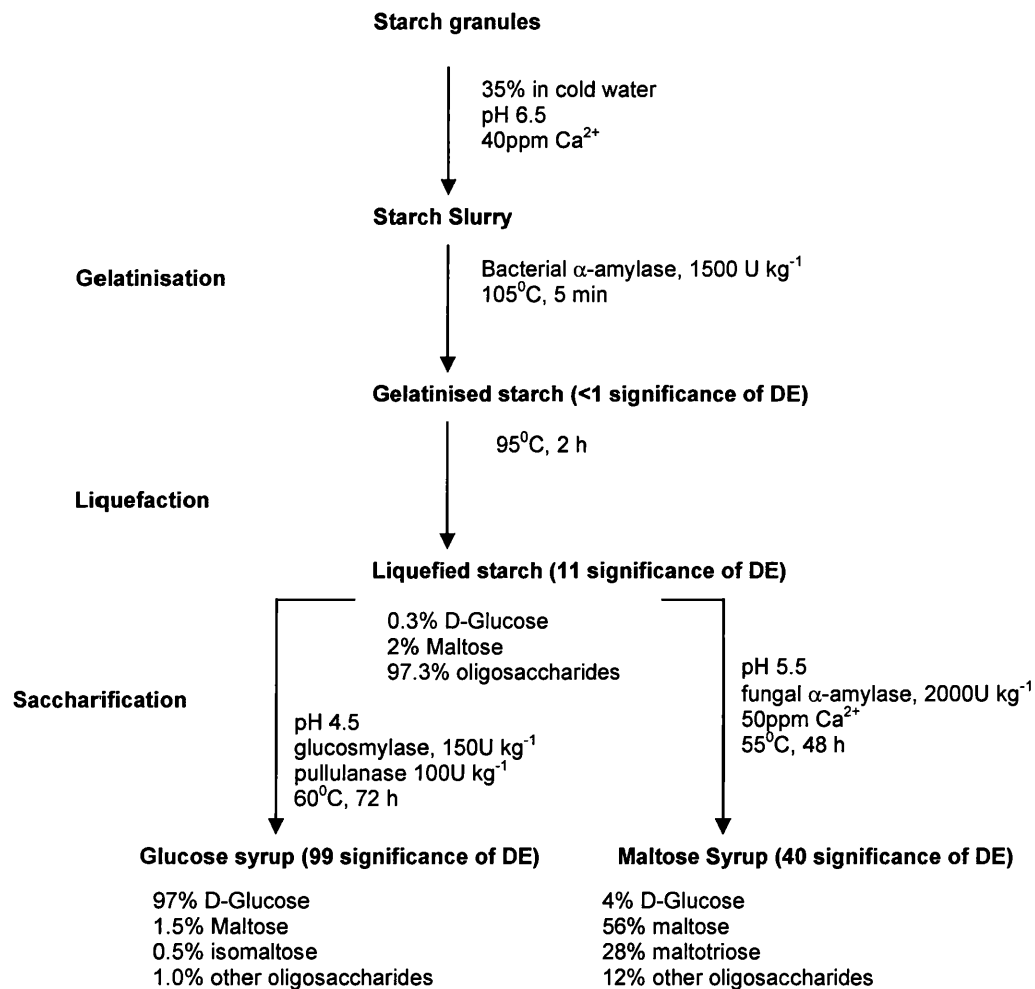 Starch granules
35% in cold water
pH 6.5
40ppm Ca²⁺
Starch Slurry
Gelatinisation
Bacterial α-amylase, 1500 U kg⁻¹
105⁰C, 5 min
Gelatinised starch (<1 significance of DE)
95⁰C, 2 h
Liquefaction
Liquefied starch (11 significance of DE)
0.3% D-Glucose
2% Maltose
97.3% oligosaccharides
Saccharification
pH 4.5
glucosmylase, 150U kg⁻¹
pullulanase 100U kg⁻¹
60⁰C, 72 h
pH 5.5
fungal α-amylase, 2000U kg⁻¹
50ppm Ca²⁺
55⁰C, 48 h
Glucose syrup (99 significance of DE)
97% D-Glucose
1.5% Maltose
0.5% isomaltose
1.0% other oligosaccharides
Maltose Syrup (40 significance of DE)
4% D-Glucose
56% maltose
28% maltotriose
12% other oligosaccharides